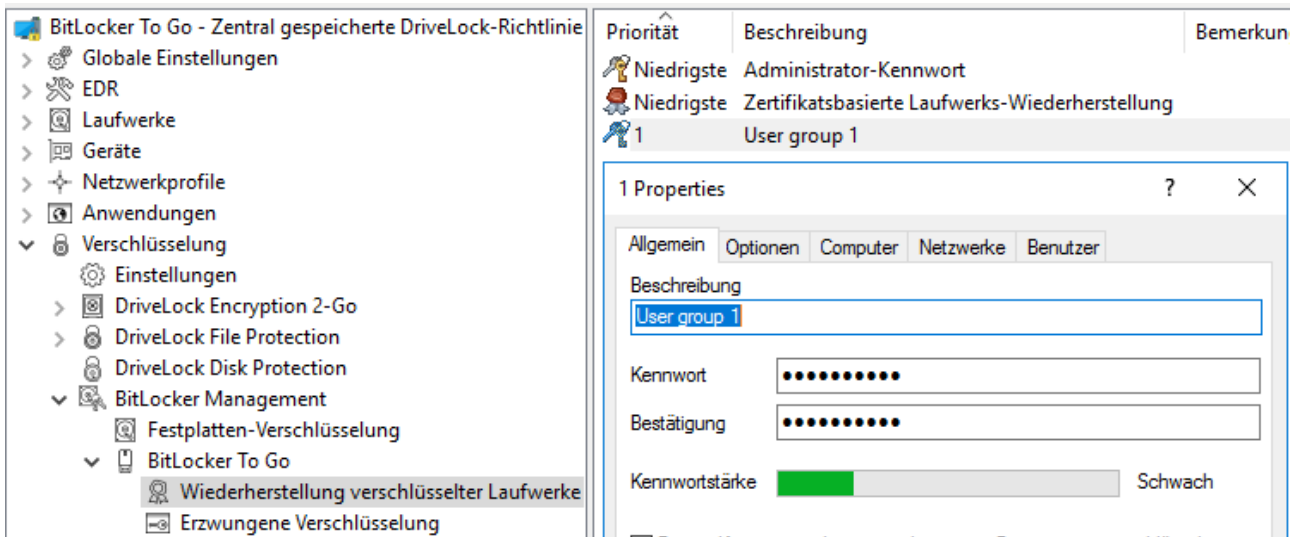 BitLocker To Go - Zentral gespeicherte DriveLock-Richtlinie
Globale Einstellungen
EDR
Laufwerke
Geräte
Netzwerkprofile
Anwendungen
Verschlüsselung
Einstellungen
DriveLock Encryption 2-Go
DriveLock File Protection
DriveLock Disk Protection
BitLocker Management
Festplatten-Verschlüsselung
BitLocker To Go
Wiederherstellung verschlüsselter Laufwerke
Erzwungene Verschlüsselung
Priorität Beschreibung Bemerkun
Niedrigste Administrator-Kennwort
Niedrigste Zertifikatsbasierte Laufwerks-Wiederherstellung
1 User group 1
1 Properties ?
Allgemein Optionen Computer Netzwerke Benutzer
Beschreibung
User group 1
Kennwort ●●●●●●●●●●
Bestätigung ●●●●●●●●●●
Kennwortstärke Schwach